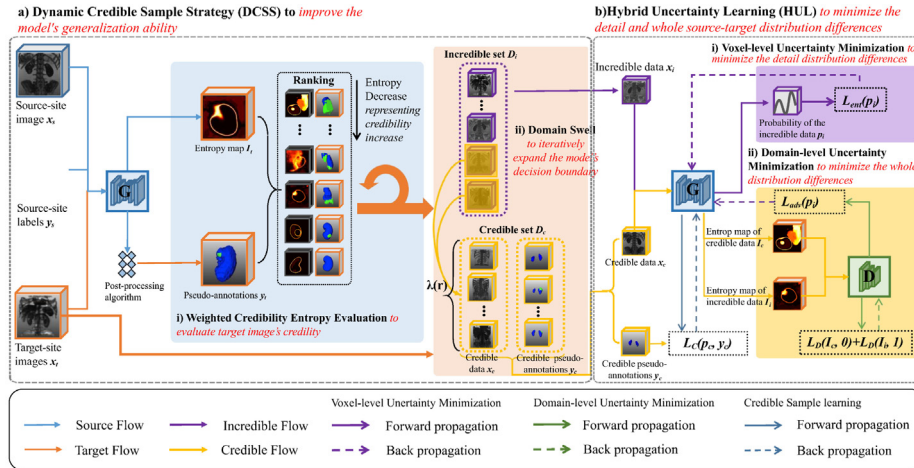 a) Dynamic Credible Sample Strategy (DCSS) to improve the
model's generalization ability
b)Hybrid Uncertainty Learning (HUL) to minimize the
detail and whole source-target distribution differences
Source-site
image xs
Source-site
labels ys
Target-site
images xt
G
Post-processing
algorithm
Entropy map It
Pseudo-annotations yt
Ranking
Entropy
Decrease
representing
credibility
increase
i) Weighted Credibility Entropy Evaluation to
evaluate target image's credility
Incredible set Di
ii) Domain Swell
to iteratively
expand the model's
decision boundary
Credible set Dc
λ(r)
Credible
data xc
Credible pseudo-
annotations yc
Incredible data xi
Credible data xc
Credible pseudo-
annotations yc
G
i) Voxel-level Uncertainty Minimization to
minimize the detail distribution differences
Probability of the
incredible data pi
Lent(pi)
ii) Domain-level Uncertainty
Minimization to minimize the whole
distribution differences
Ladv(pi)
Entrop map of
credible data Ic
Entropy map of
incredible data Ii
D
LC(pc, yc)
LD(Ic, 0)+LD(Ii, 1)
Source Flow
Target Flow
Incredible Flow
Credible Flow
Voxel-level Unertainty Minimization
Forward propagation
Back propagation
Domain-level Unertainty Minimization
Forward propagation
Back propagation
Credible Sample learning
Forward propagation
Back propagation